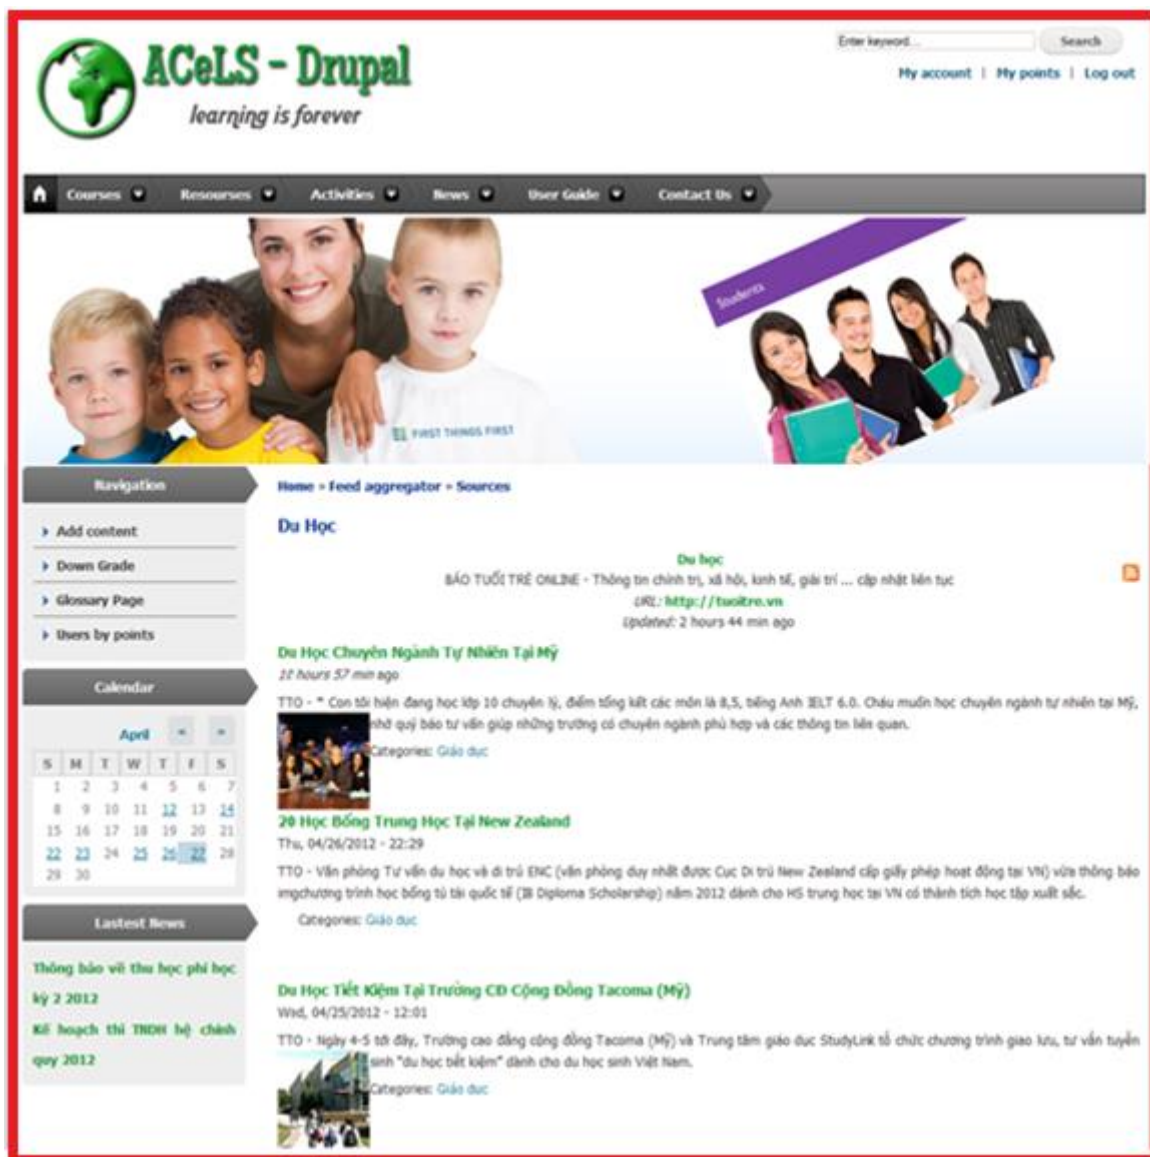 ACeLS - Drupal
learning is forever
Enter keyword...
Search
My account | My points | Log out
Courses
Resourses
Activities
News
User Guide
Contact Us
FIRST THINGS FIRST
Students
Navigation
Add content
Down Grade
Glossary Page
Users by points
Calendar
April « »
S M T W T F S
1 2 3 4 5 6 7
8 9 10 11 12 13 14
15 16 17 18 19 20 21
22 23 24 25 26 27 28
29 30
Lastest News
Thông báo về thu học phí học
kỳ 2 2012
Kế hoạch thi TNDH hệ chính
quy 2012
Home » Feed aggregator » Sources
Du Học
Du học
BÁO TUỔI TRẺ ONLINE - Thông tin chính trị, xã hội, kinh tế, giải trí ... cập nhật liên tục
URL: http://tuoitre.vn
Updated: 2 hours 44 min ago
Du Học Chuyên Ngành Tự Nhiên Tại Mỹ
hours 57 min ago
TTO - * Con tôi hiện đang học lớp 10 chuyên lý, điểm tổng kết các môn là 8,5, tiếng Anh IELT 6.0. Cháu muốn học chuyên ngành tự nhiên tại Mỹ,
nhờ quý báo tư vấn giúp những trường có chuyên ngành phù hợp và các thông tin liên quan.
Categories: Giáo dục
20 Học Bổng Trung Học Tại New Zealand
Thu, 04/26/2012 - 22:29
TTO - Văn phòng Tư vấn du học và di trú ENC (văn phòng duy nhất được Cục Di trú New Zealand cấp giấy phép hoạt động tại VN) vừa thông báo
imgchương trình học bổng tú tài quốc tế (IB Diploma Scholarship) năm 2012 dành cho HS trung học tại VN có thành tích học tập xuất sắc.
Categories: Giáo dục
Du Học Tiết Kiệm Tại Trường CĐ Cộng Đồng Tacoma (Mỹ)
Wed, 04/25/2012 - 12:01
TTO - Ngày 4-5 tới đây, Trường cao đẳng cộng đồng Tacoma (Mỹ) và Trung tâm giáo dục StudyLink tổ chức chương trình giao lưu, tư vấn tuyển
sinh "du học tiết kiệm" dành cho du học sinh Việt Nam.
Categories: Giáo dục